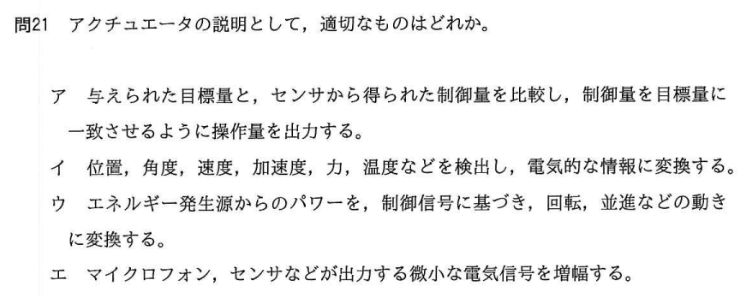 問21 アクチュエータの説明として，適切なものはどれか。
ア 与えられた目標量と，センサから得られた制御量を比較し，制御量を目標量に
一致させるように操作量を出力する。
イ 位置，角度，速度，加速度，力，温度などを検出し，電気的な情報に変換する。
ウ エネルギー発生源からのパワーを，制御信号に基づき，回転，並進などの動き
に変換する。
エ マイクロフォン，センサなどが出力する微小な電気信号を増幅する。